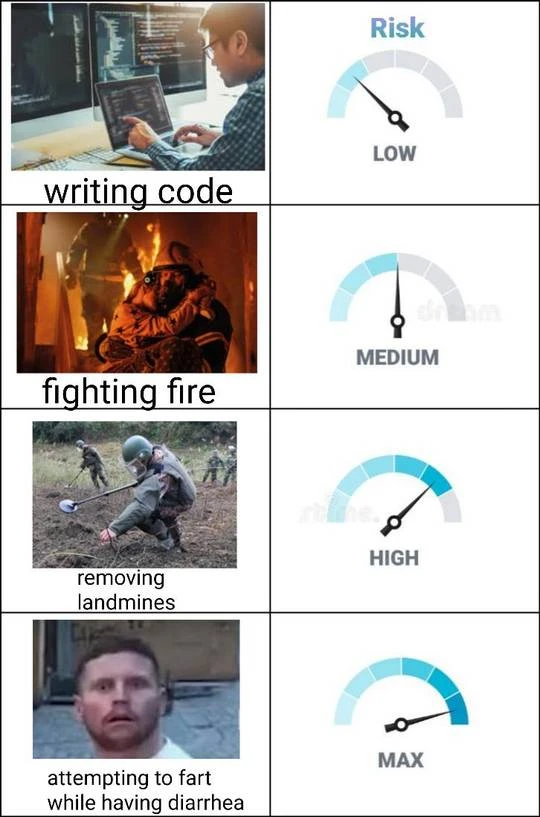 Risk
LOW
writing code
MEDIUM
fighting fire
HIGH
removing
landmines
MAX
attempting to fart
while having diarrhea